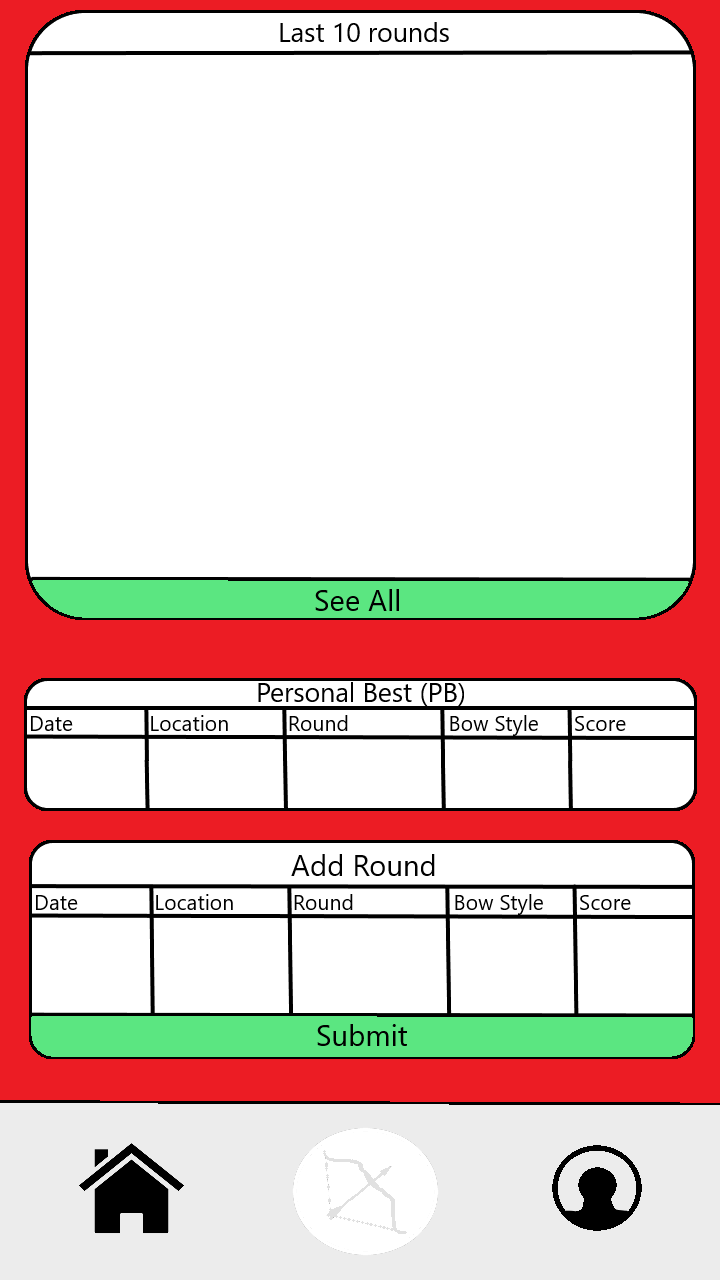 Last 10 rounds
See All
Personal Best (PB)
Date Location Round Bow Style Score
Add Round
Date Location Round Bow Style Score
Submit